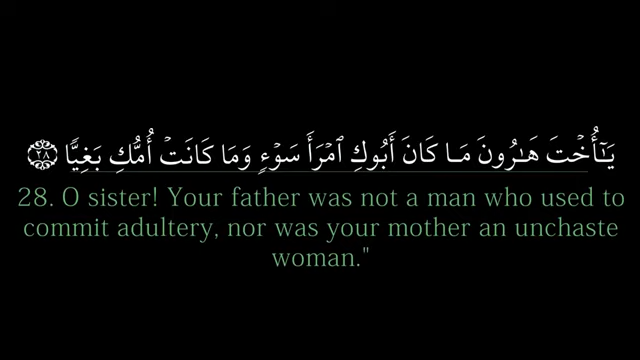 يَـٰٓأُخۡتَ هَـٰرُونَ مَـا كَانَ أَبُوكِ ٱمۡرَأَ سَوۡءٍ وَمَا كَانَتۡ أُمُّكِ بَغِيًّا ٢٨
28. O sister! Your father was not a man who used to
commit adultery, nor was your mother an unchaste
woman."